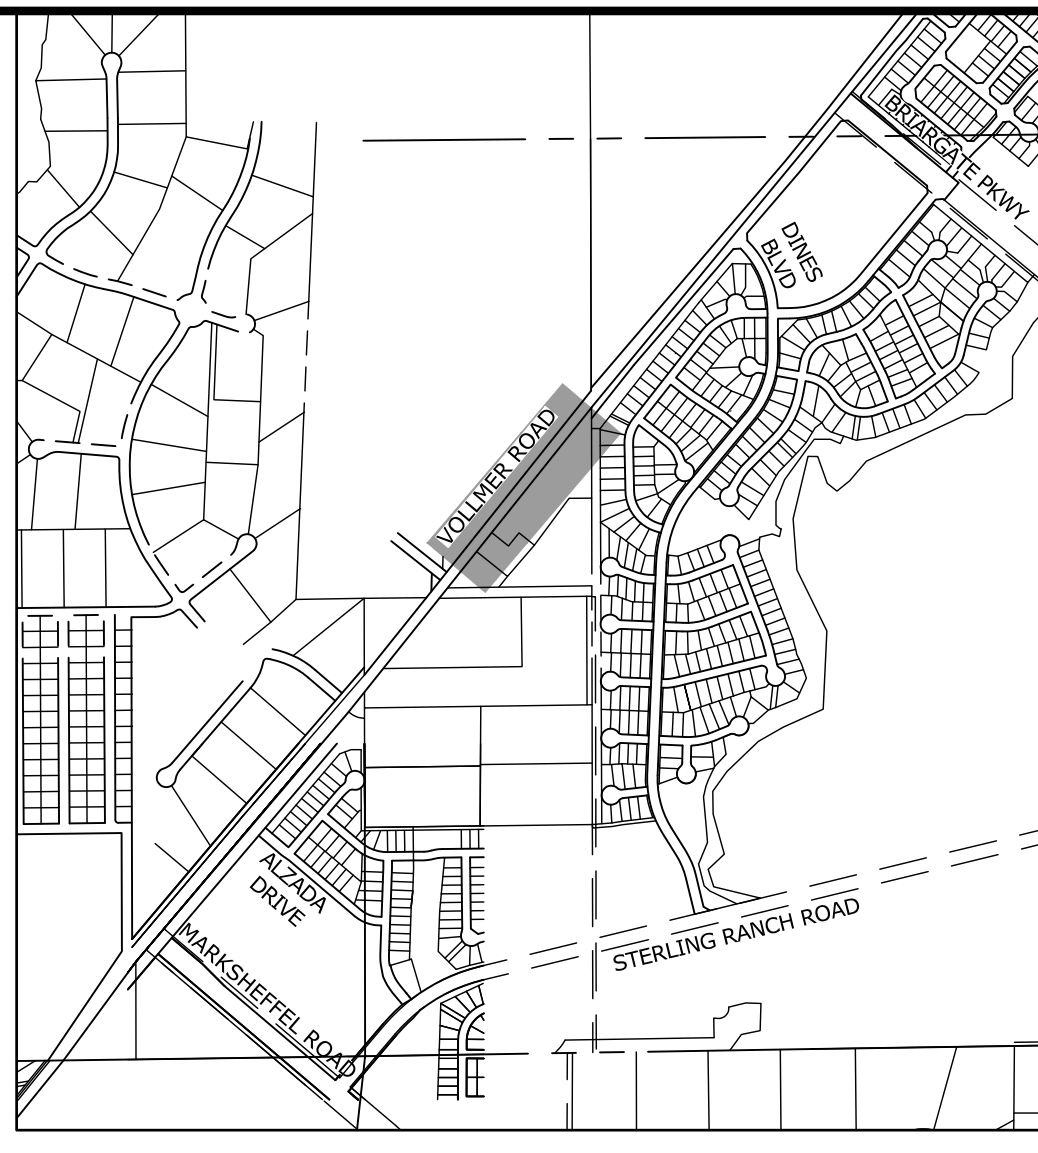 BRIARGATE PKWY
DINES
BLVD
VOLLMER ROAD
ALZADA
DRIVE
STERLING RANCH ROAD
MARKSHEFFEL ROAD